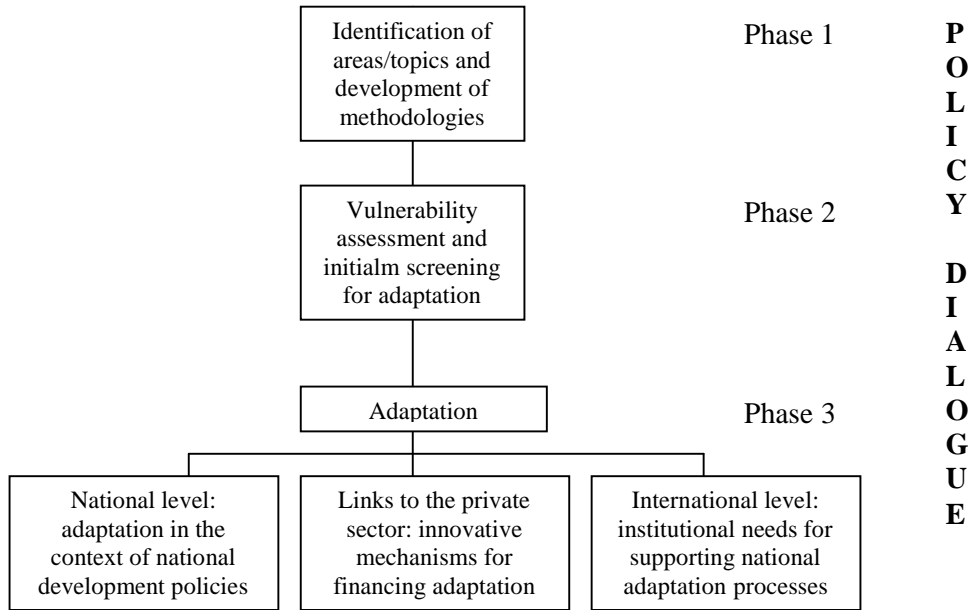 Identification of
areas/topics and
development of
methodologies
Phase 1
Vulnerability
assessment and
initialm screening
for adaptation
Phase 2
Adaptation
Phase 3
National level:
adaptation in the
context of national
development policies
Links to the private
sector: innovative
mechanisms for
financing adaptation
International level:
institutional needs for
supporting national
adaptation processes
P
O
L
I
C
Y
D
I
A
L
O
G
U
E